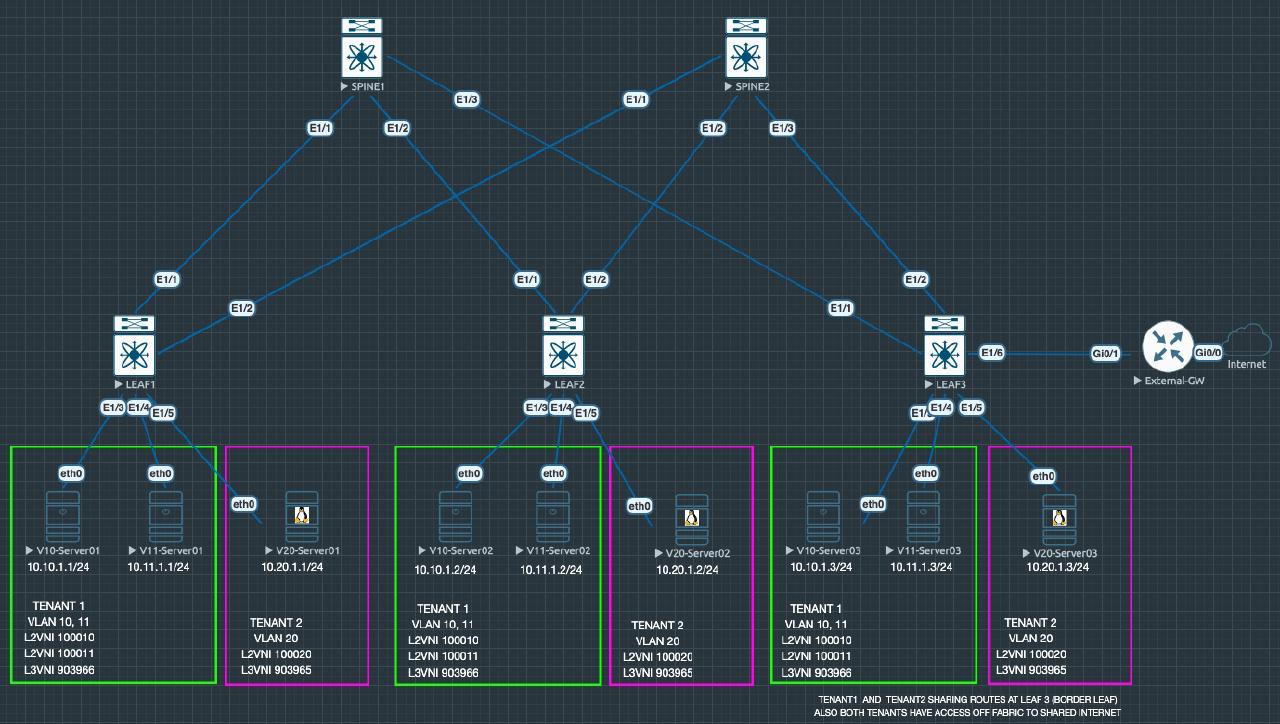 SPINE1
SPINE2
E1/3
E1/1
E1/1
E1/2
E1/2
E1/3
E1/1
E1/2
E1/1
E1/2
E1/1
E1/2
LEAF1
LEAF2
LEAF3
E1/6
Gi0/1
Gi0/0
External-GW
Internet
E1/3
E1/4
E1/5
E1/3
E1/4
E1/5
E1/4
E1/5
eth0
eth0
eth0
eth0
eth0
eth0
eth0
eth0
eth0
V10-Server01
10.10.1.1/24
V11-Server01
10.11.1.1/24
V20-Server01
10.20.1.1/24
V10-Server02
10.10.1.2/24
V11-Server02
10.11.1.2/24
V20-Server02
10.20.1.2/24
V10-Server03
10.10.1.3/24
V11-Server03
10.11.1.3/24
V20-Server03
10.20.1.3/24
TENANT 1
VLAN 10, 11
L2VNI 100010
L2VNI 100011
L3VNI 903966
TENANT 2
VLAN 20
L2VNI 100020
L3VNI 903965
TENANT 1
VLAN 10, 11
L2VNI 100010
L2VNI 100011
L3VNI 903966
TENANT 2
VLAN 20
L2VNI 100020
L3VNI 903965
TENANT 1
VLAN 10, 11
L2VNI 100010
L2VNI 100011
L3VNI 903966
TENANT 2
VLAN 20
L2VNI 100020
L3VNI 903965
TENANT1 AND TENANT2 SHARING ROUTES AT LEAF 3 (BORDER LEAF)
ALSO BOTH TENANTS HAVE ACCESS OFF FABRIC TO SHARED INTERNET